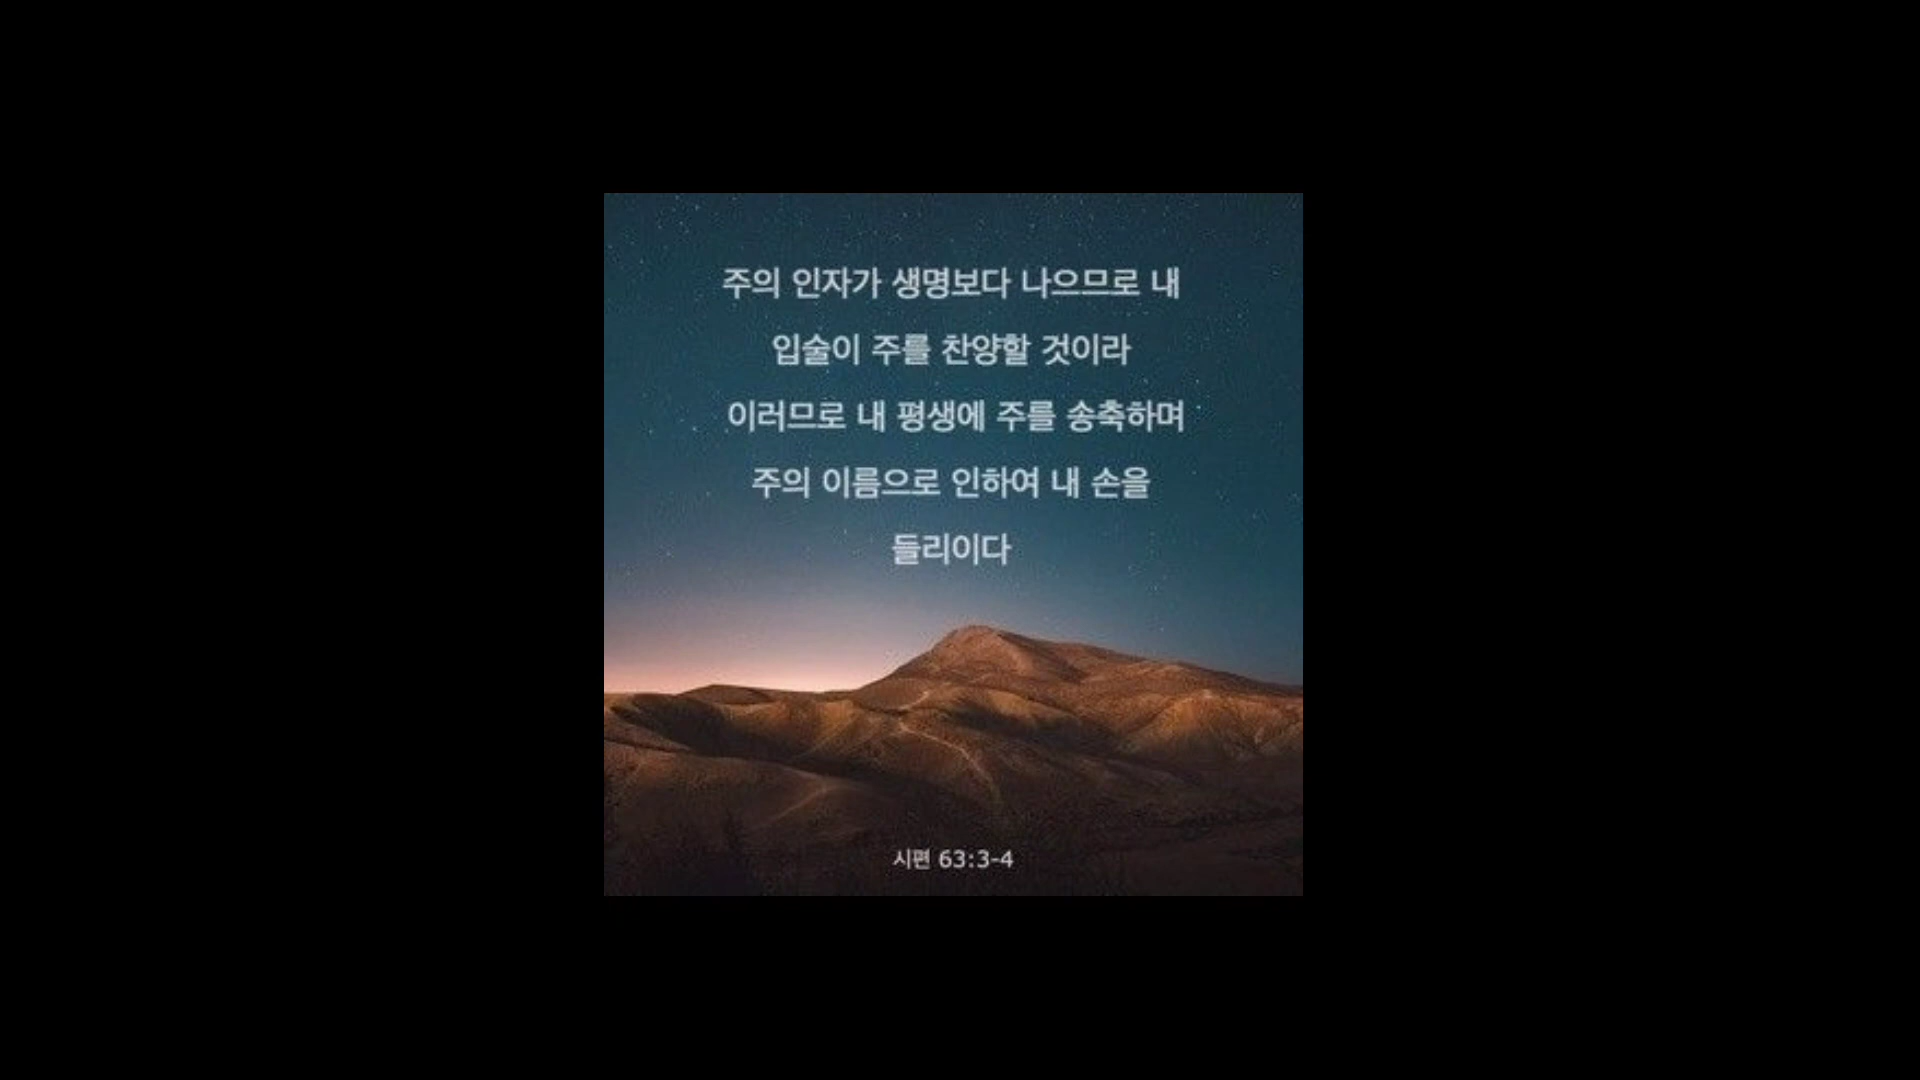 주의 인자가 생명보다 나으므로 내
입술이 주를 찬양할 것이라
이러므로 내 평생에 주를 송축하며
주의 이름으로 인하여 내 손을
들리이다
시편 63:3-4